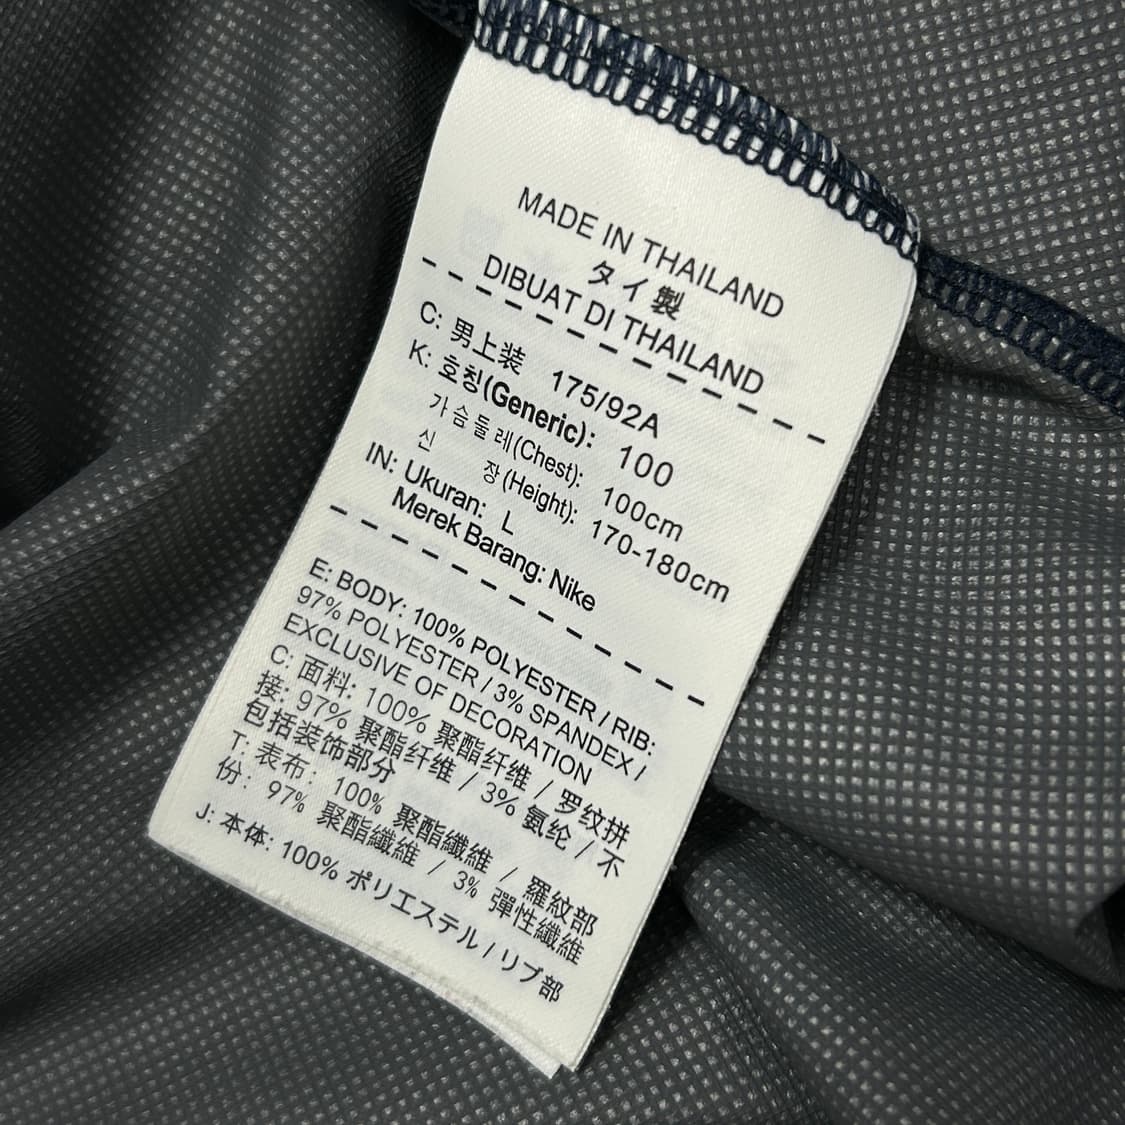 MADE IN THAILAND
タイ製
DIBUAT DI THAILAND
C: 男上装 175/92A
K: 호칭(Generic): 100
가슴둘레(Chest): 100cm
신 장(Height): 170-180cm
IN: Ukuran: L
Merek Barang: Nike
E: BODY: 100% POLYESTER / RIB:
97% POLYESTER / 3% SPANDEX /
EXCLUSIVE OF DECORATION
C: 面料: 100% 聚酯纤维 / 罗纹拼
接: 97% 聚酯纤维 / 3% 氨纶 / 不
包括装饰部分
T: 表布: 100% 聚酯纖維 / 羅紋部
份: 97% 聚酯纖維 / 3% 彈性纖維
J: 本体: 100% ポリエステル / リブ部